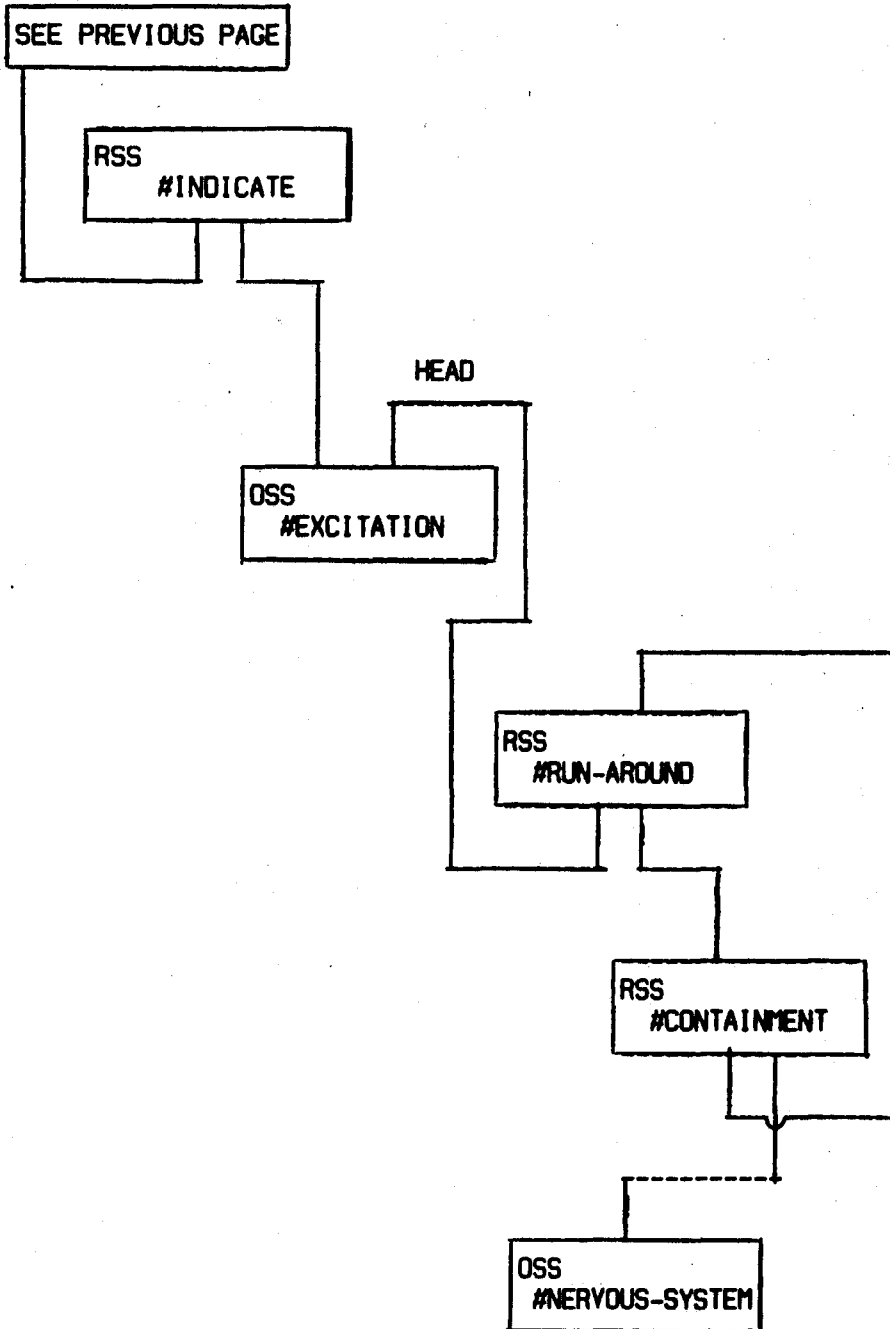 SEE PREVIOUS PAGE
RSS
#INDICATE
HEAD
OSS
#EXCITATION
RSS
#RUN-AROUND
RSS
#CONTAINMENT
OSS
#NERVOUS-SYSTEM